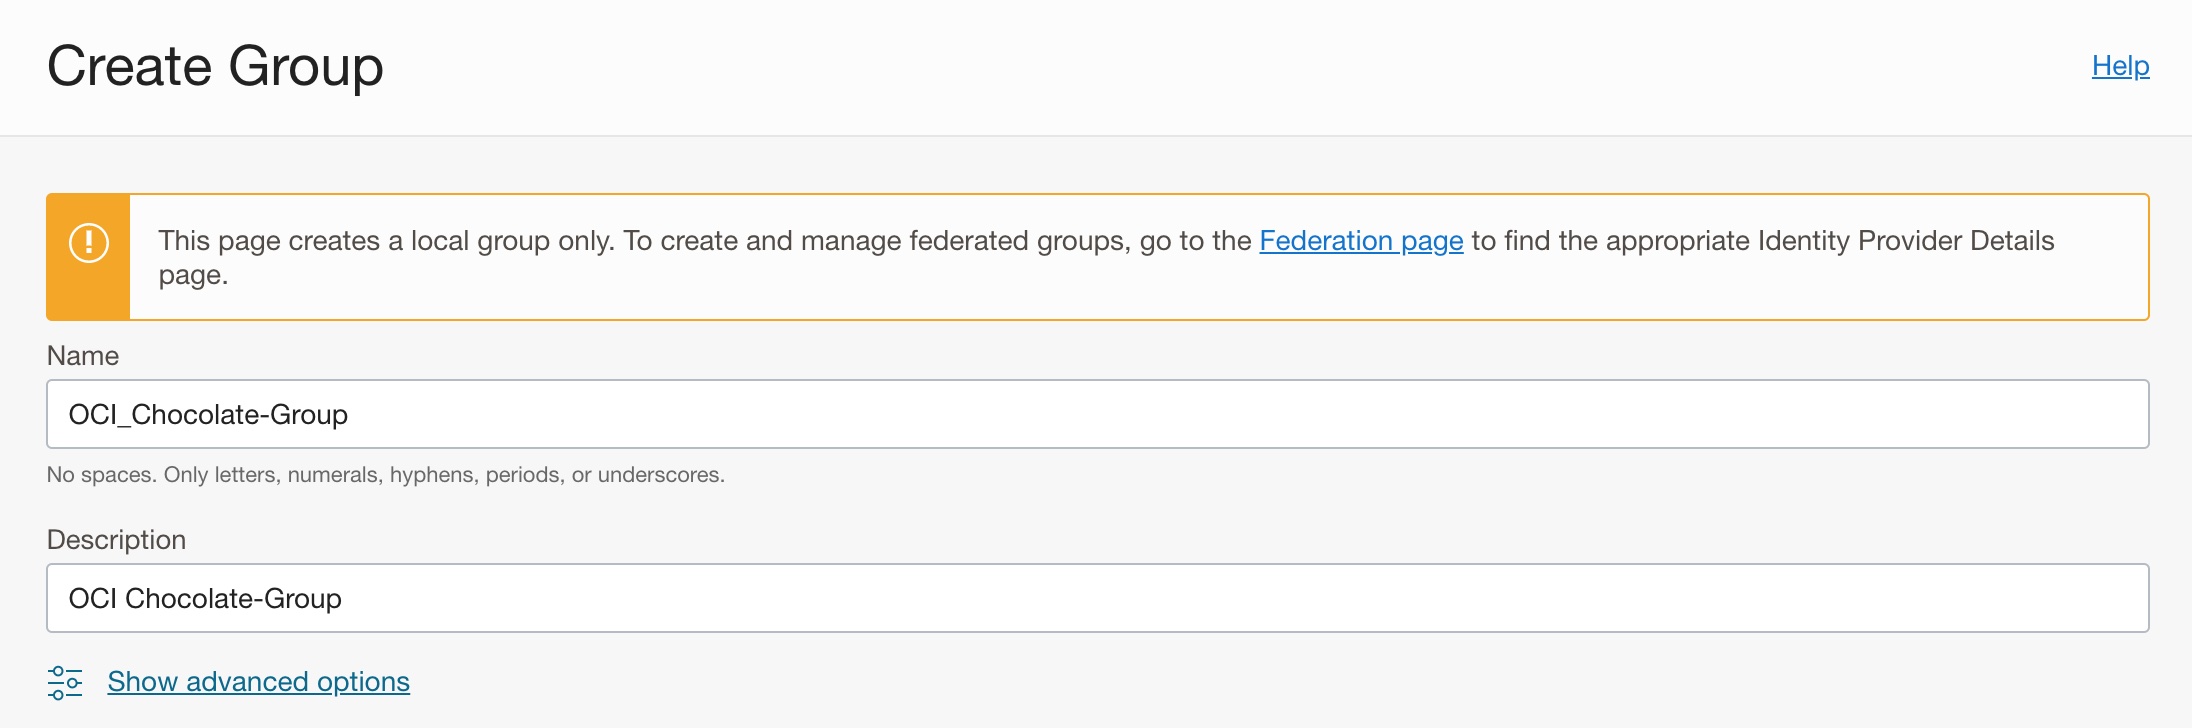 Create Group
Help
This page creates a local group only. To create and manage federated groups, go to the Federation page to find the appropriate Identity Provider Details
page.
Name
OCI_Chocolate-Group
No spaces. Only letters, numerals, hyphens, periods, or underscores.
Description
OCI Chocolate-Group
Show advanced options